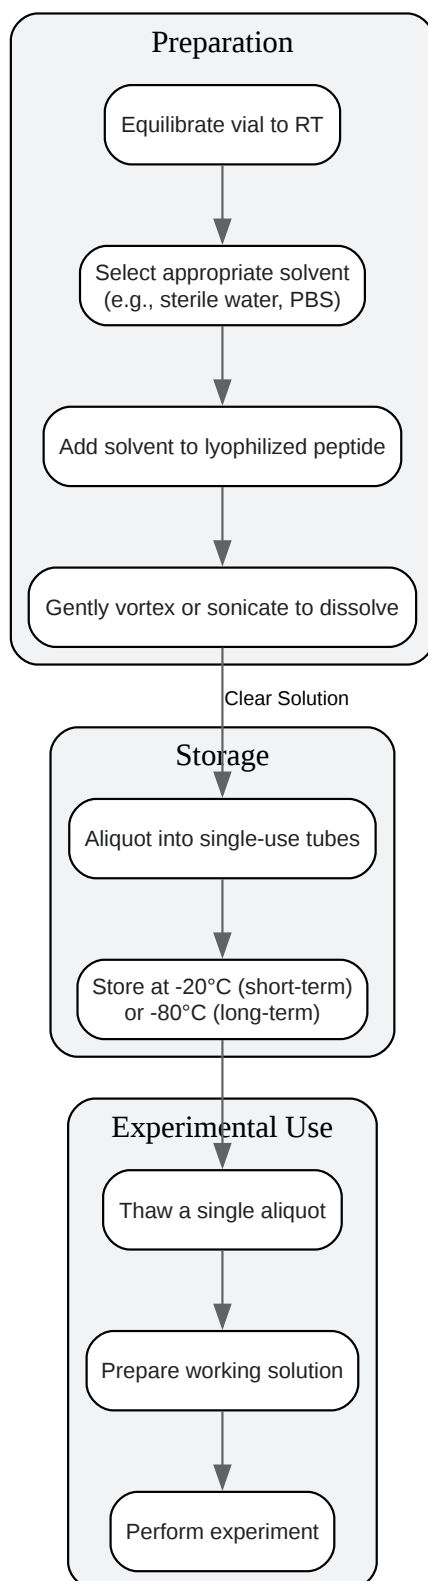 Preparation
Equilibrate vial to RT
Select appropriate solvent
(e.g., sterile water, PBS)
Add solvent to lyophilized peptide
Gently vortex or sonicate to dissolve
Clear Solution
Storage
Aliquot into single-use tubes
Store at -20°C (short-term)
or -80°C (long-term)
Experimental Use
Thaw a single aliquot
Prepare working solution
Perform experiment